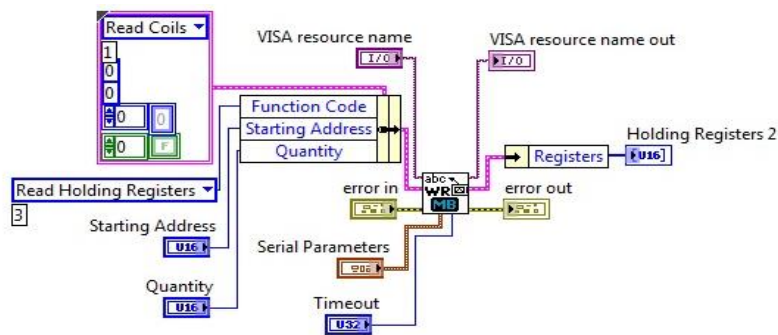 Read Coils
1
0
0
0 0
0 F
VISA resource name
I/O
VISA resource name out
I/O
Function Code
Starting Address
Quantity
Read Holding Registers
3
Starting Address
U16
Quantity
U16
error in
abc
WR
MB
error out
Serial Parameters
Timeout
U32
Registers
Holding Registers 2
U16